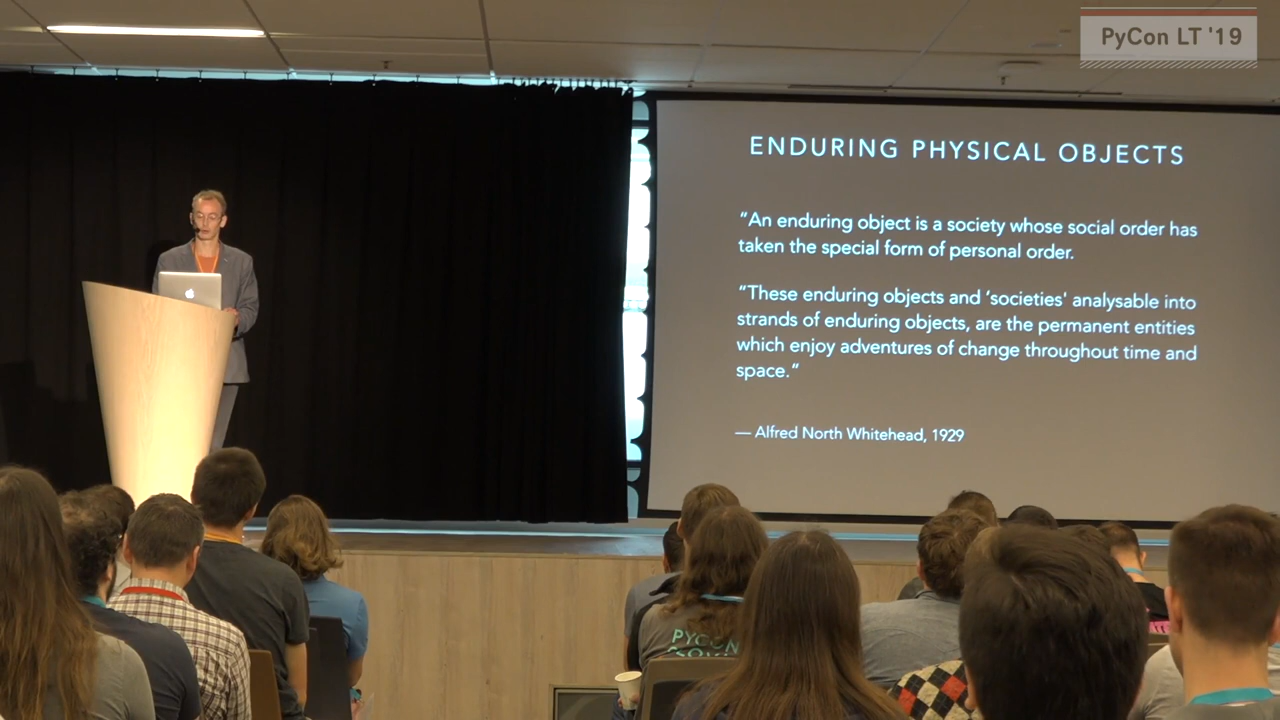 PyCon LT '19
ENDURING PHYSICAL OBJECTS
“An enduring object is a society whose social order has
taken the special form of personal order.
“These enduring objects and ‘societies' analysable into
strands of enduring objects, are the permanent entities
which enjoy adventures of change throughout time and
space.”
— Alfred North Whitehead, 1929
PYCON